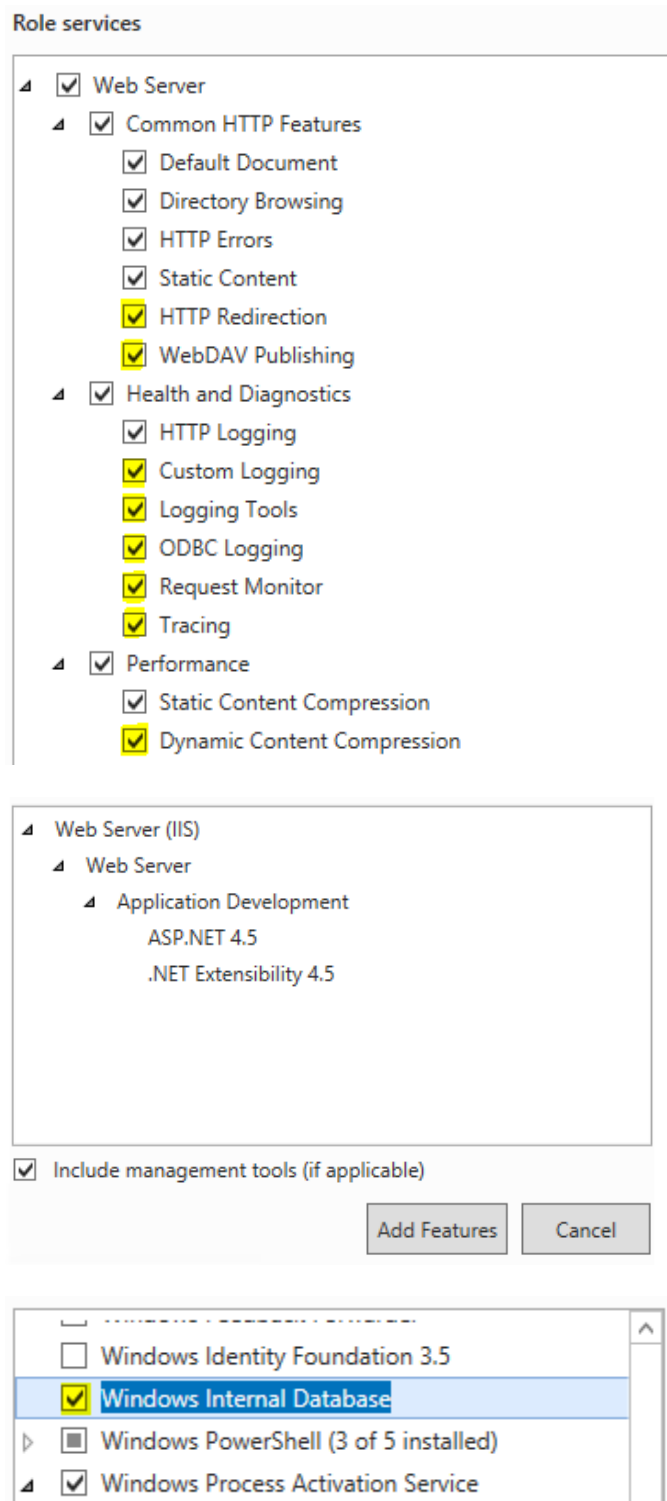 Role services
Web Server
Common HTTP Features
Default Document
Directory Browsing
HTTP Errors
Static Content
HTTP Redirection
WebDAV Publishing
Health and Diagnostics
HTTP Logging
Custom Logging
Logging Tools
ODBC Logging
Request Monitor
Tracing
Performance
Static Content Compression
Dynamic Content Compression
Web Server (IIS)
Web Server
Application Development
ASP.NET 4.5
.NET Extensibility 4.5
Include management tools (if applicable)
Add Features Cancel
Windows Identity Foundation 3.5
Windows Internal Database
Windows PowerShell (3 of 5 installed)
Windows Process Activation Service